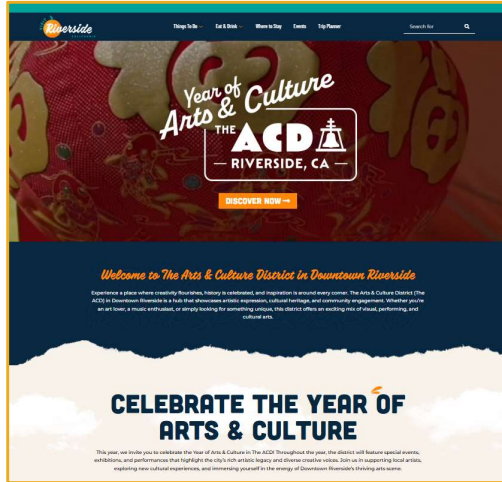 Riverside
CALIFORNIA
Things To Do
Eat & Drink
Where to Stay
Events
Trip Planner
Search for
Year of
Arts & Culture
THE ACD
RIVERSIDE, CA
DISCOVER NOW →
Welcome to The Arts & Culture District in Downtown Riverside
Experience a place where creativity flourishes, history is celebrated, and inspiration is around every corner. The Arts & Culture District (The
ACD) in Downtown Riverside is a hub that showcases artistic expression, cultural heritage, and community engagement. Whether you're
an art lover, a music enthusiast, or simply looking for something unique, this district offers an exciting mix of visual, performing, and
cultural arts.
CELEBRATE THE YEAR OF
ARTS & CULTURE
This year, we invite you to celebrate the Year of Arts & Culture in The ACD! Throughout the year, the district will feature special events,
exhibitions, and performances that highlight the city's rich artistic legacy and diverse creative voices. Join us in supporting local artists,
exploring new cultural experiences, and immersing yourself in the energy of Downtown Riverside's thriving arts scene.